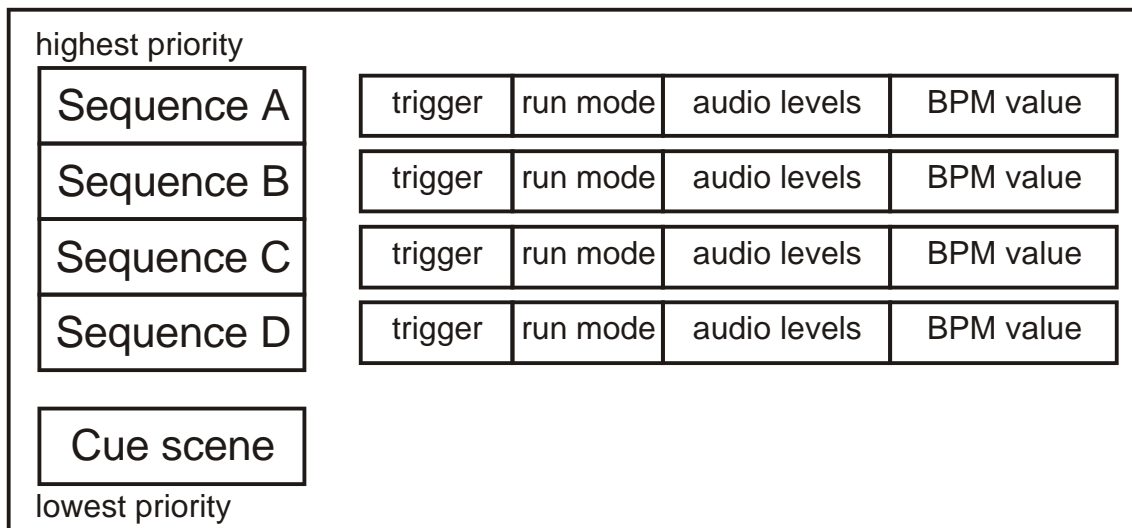 highest priority
Sequence A trigger run mode audio levels BPM value
Sequence B trigger run mode audio levels BPM value
Sequence C trigger run mode audio levels BPM value
Sequence D trigger run mode audio levels BPM value
Cue scene
lowest priority